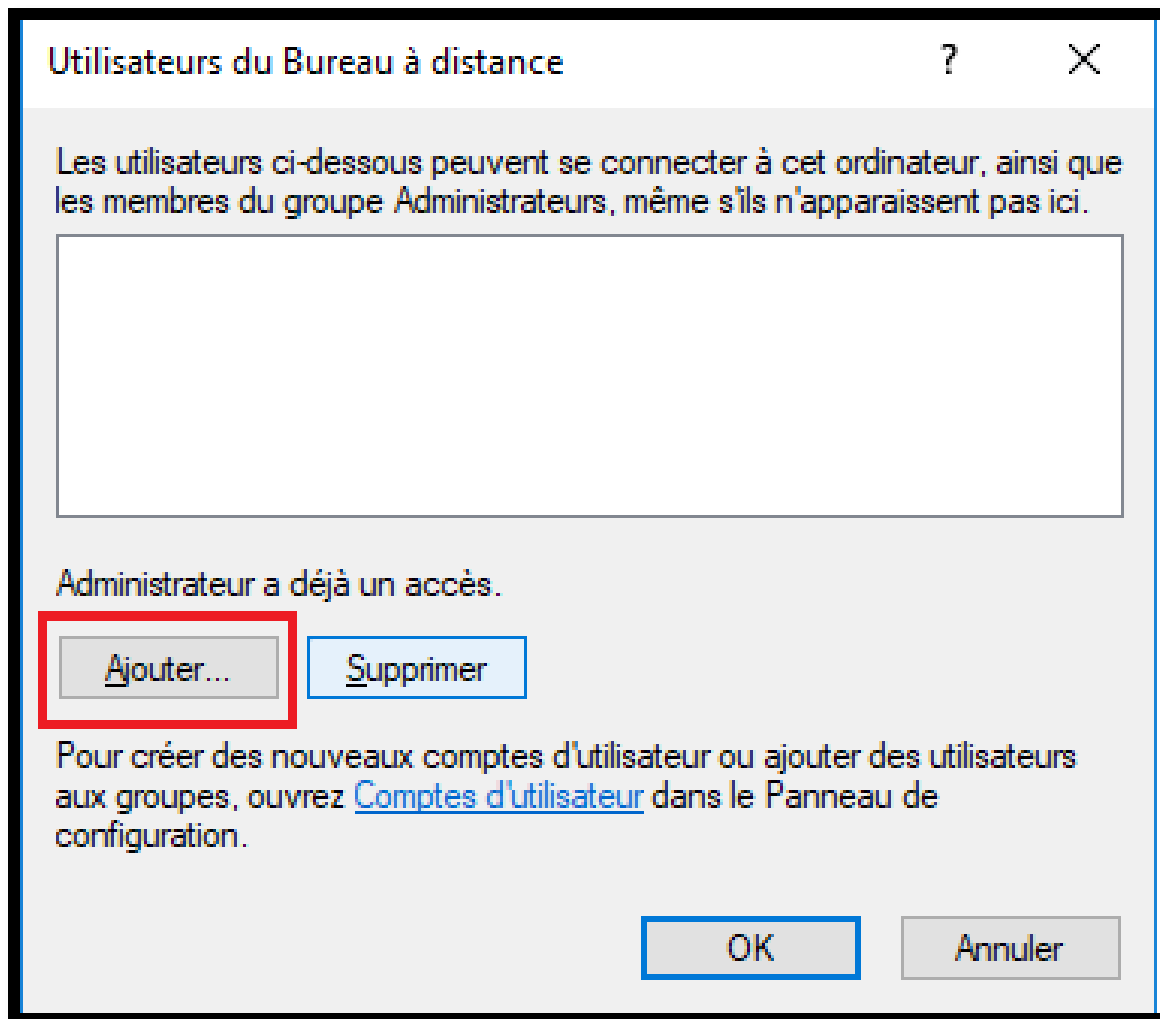 Utilisateurs du Bureau à distance ?
Les utilisateurs ci-dessous peuvent se connecter à cet ordinateur, ainsi que
les membres du groupe Administrateurs, même s'ils n'apparaissent pas ici.
Administrateur a déjà un accès.
Ajouter... Supprimer
Pour créer des nouveaux comptes d'utilisateur ou ajouter des utilisateurs
aux groupes, ouvrez Comptes d'utilisateur dans le Panneau de
configuration.
OK Annuler